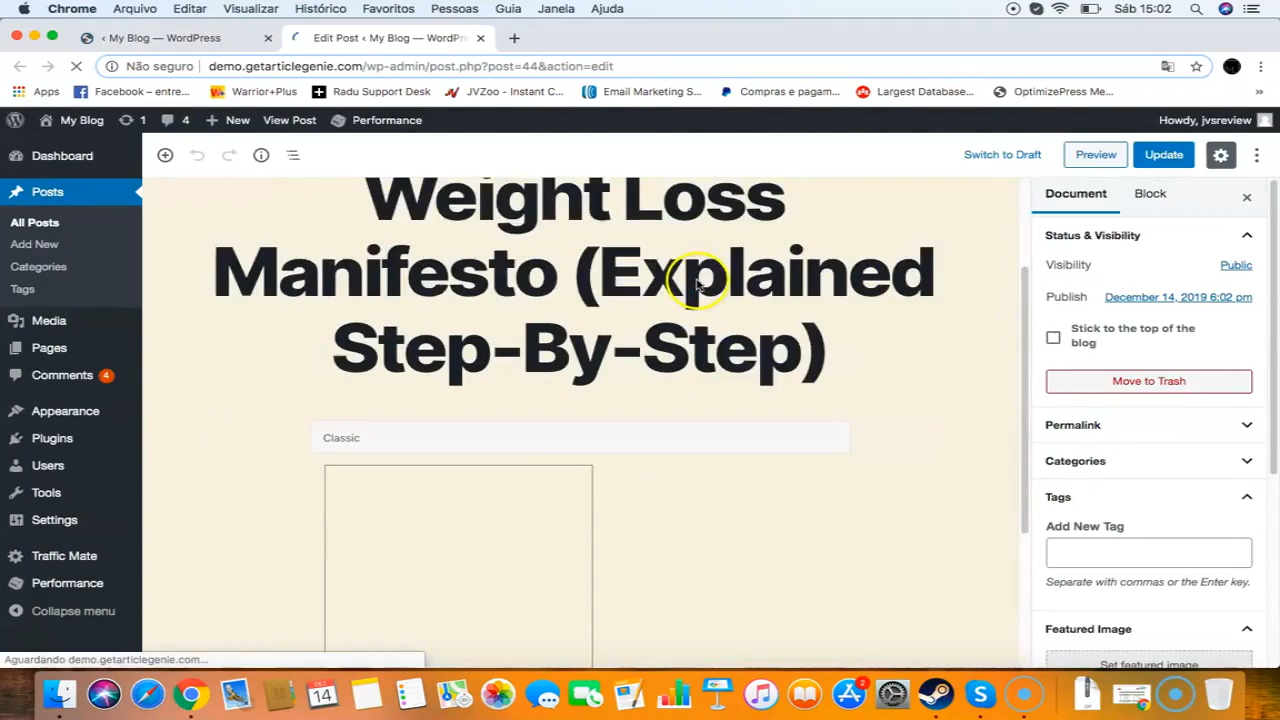 Chrome Arquivo Editar Visualizar Histórico Favoritos Pessoas Guia Janela Ajuda Sáb 15:02
‹ My Blog — WordPress
Edit Post ‹ My Blog — WordPre
Não seguro demo.getarticlegenie.com/wp-admin/post.php?post=44&action=edit
Apps Facebook – entre... Warrior+Plus Radu Support Desk JVZoo - Instant C... Email Marketing S... Compras e pagam... Largest Database... OptimizePress Me... »
My Blog 1 4 New View Post Performance Howdy, jvsreview
Dashboard
Posts
All Posts
Add New
Categories
Tags
Media
Pages
Comments 4
Appearance
Plugins
Users
Tools
Settings
Traffic Mate
Performance
Collapse menu
Switch to Draft Preview Update
Weight Loss
Manifesto (Explained
Step-By-Step)
Classic
Document Block
Status & Visibility
Visibility Public
Publish December 14, 2019 6:02 pm
Stick to the top of the
blog
Move to Trash
Permalink
Categories
Tags
Add New Tag
Separate with commas or the Enter key.
Featured Image
Set featured image
Aguardando demo.getarticlegenie.com...
14
2